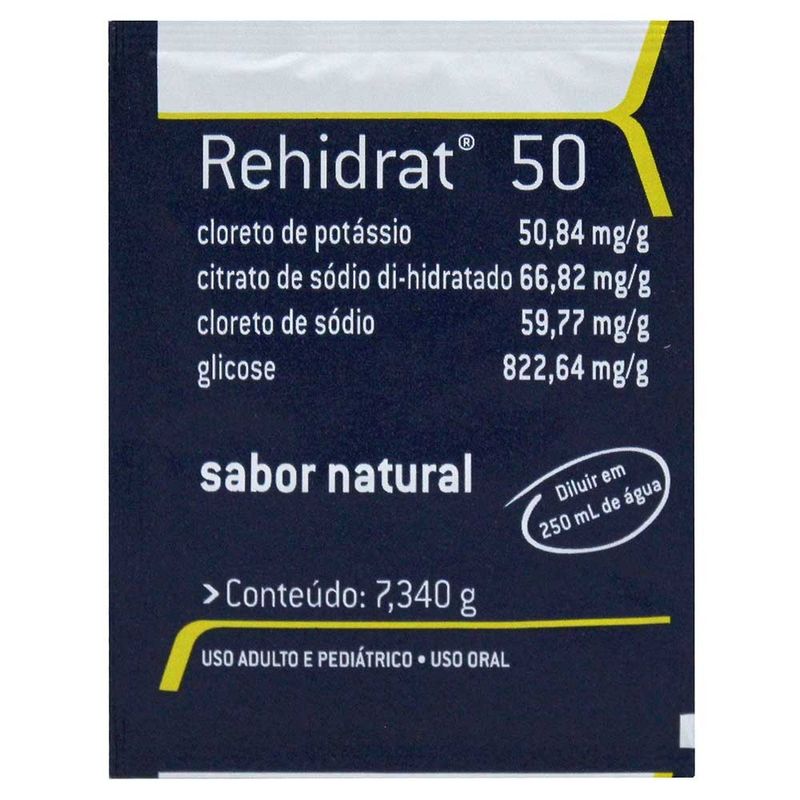 Rehidrat® 50
cloreto de potássio 50,84 mg/g
citrato de sódio di-hidratado 66,82 mg/g
cloreto de sódio 59,77 mg/g
glicose 822,64 mg/g
sabor natural
Diluir em
250 mL de água
>Conteúdo: 7,340 g
USO ADULTO E PEDIÁTRICO • USO ORAL